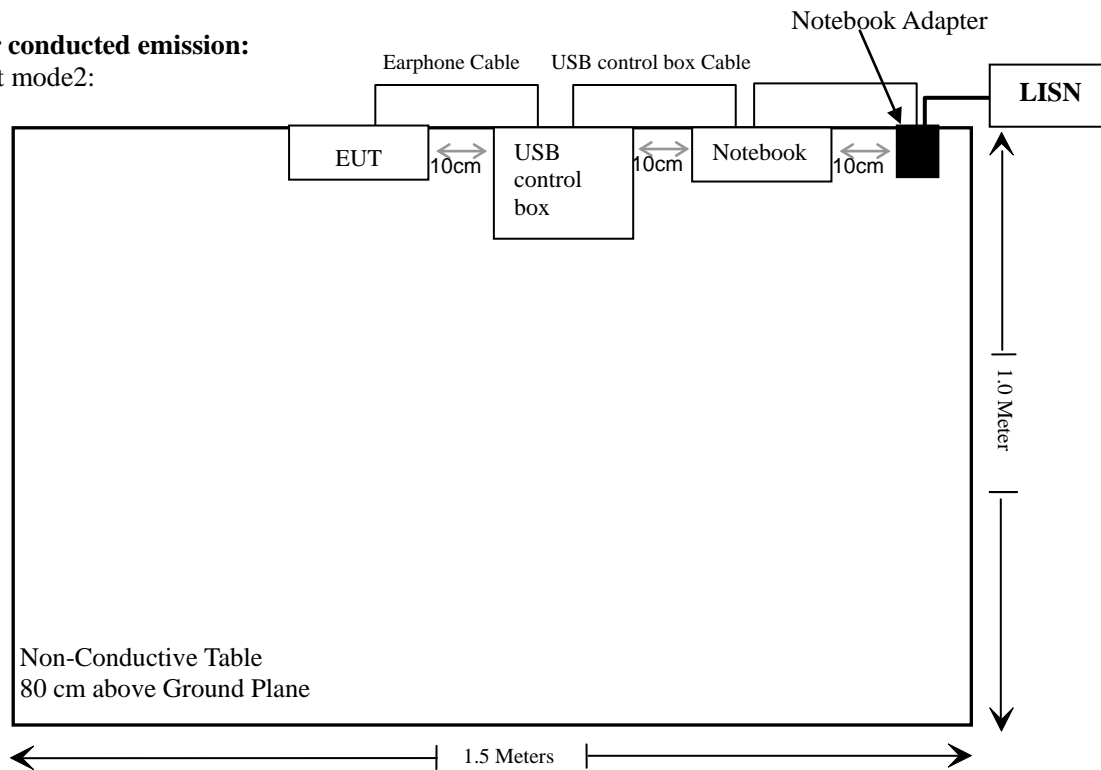 conducted emission:
mode2:
Notebook Adapter
Earphone Cable
USB control box Cable
LISN
EUT
10cm
USB
control
box
10cm
Notebook
10cm
1.0 Meter
Non-Conductive Table
80 cm above Ground Plane
1.5 Meters